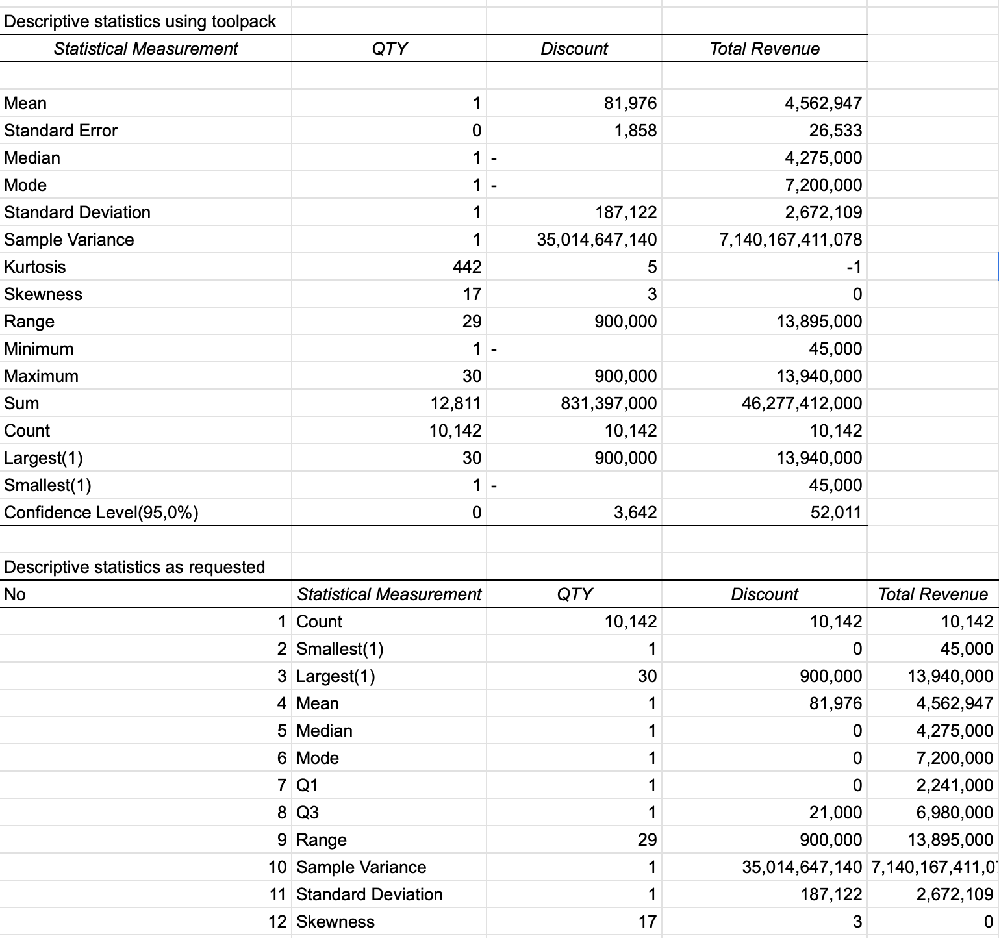 Descriptive statistics using toolpack
Statistical Measurement QTY Discount Total Revenue
Mean 1 81,976 4,562,947
Standard Error 0 1,858 26,533
Median 1 - 4,275,000
Mode 1 - 7,200,000
Standard Deviation 1 187,122 2,672,109
Sample Variance 1 35,014,647,140 7,140,167,411,078
Kurtosis 442 5 -1
Skewness 17 3 0
Range 29 900,000 13,895,000
Minimum 1 - 45,000
Maximum 30 900,000 13,940,000
Sum 12,811 831,397,000 46,277,412,000
Count 10,142 10,142 10,142
Largest(1) 30 900,000 13,940,000
Smallest(1) 1 - 45,000
Confidence Level(95,0%) 0 3,642 52,011
Descriptive statistics as requested
No Statistical Measurement QTY Discount Total Revenue
1 Count 10,142 10,142 10,142
2 Smallest(1) 1 0 45,000
3 Largest(1) 30 900,000 13,940,000
4 Mean 1 81,976 4,562,947
5 Median 1 0 4,275,000
6 Mode 1 0 7,200,000
7 Q1 1 0 2,241,000
8 Q3 1 21,000 6,980,000
9 Range 29 900,000 13,895,000
10 Sample Variance 1 35,014,647,140 7,140,167,411,0
11 Standard Deviation 1 187,122 2,672,109
12 Skewness 17 3 0